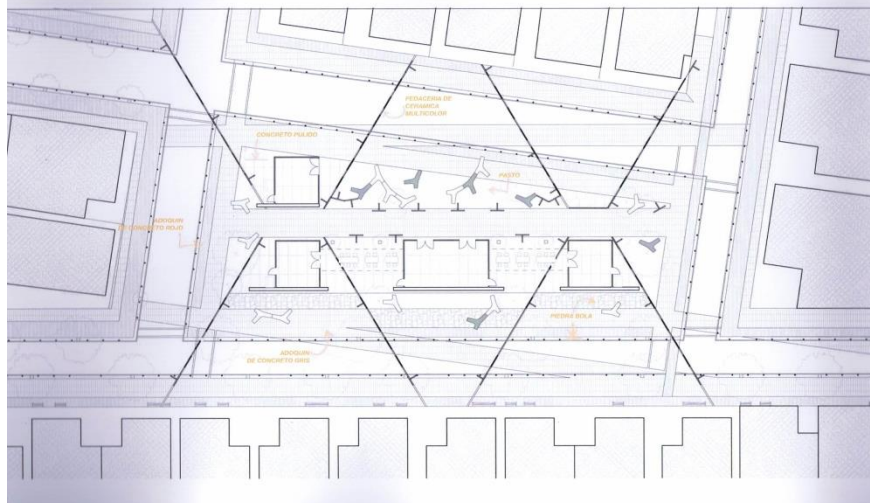 PEDACERIA DE
CERAMICA
MULTICOLOR
CONCRETO PULIDO
PASTO
ADOQUIN
DE CONCRETO ROJO
PIEDRA BOLA
ADOQUIN
DE CONCRETO GRIS